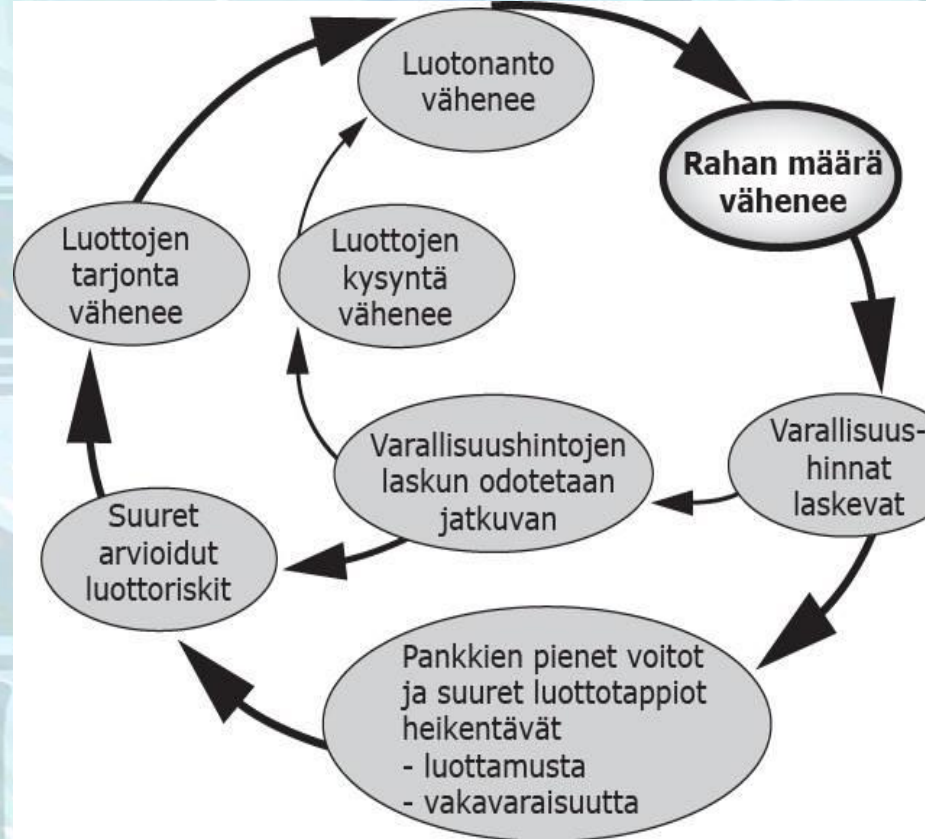 Luotonanto
vähenee
Rahan määrä
vähenee
Luottojen
tarjonta
vähenee
Luottojen
kysyntä
vähenee
Varallisuushintojen
laskun odotetaan
jatkuvan
Varallisuus-
hinnat
laskevat
Suuret
arvioidut
luottoriskit
Pankkien pienet voitot
ja suuret luottotappiot
heikentävät
- luottamusta
- vakavaraisuutta